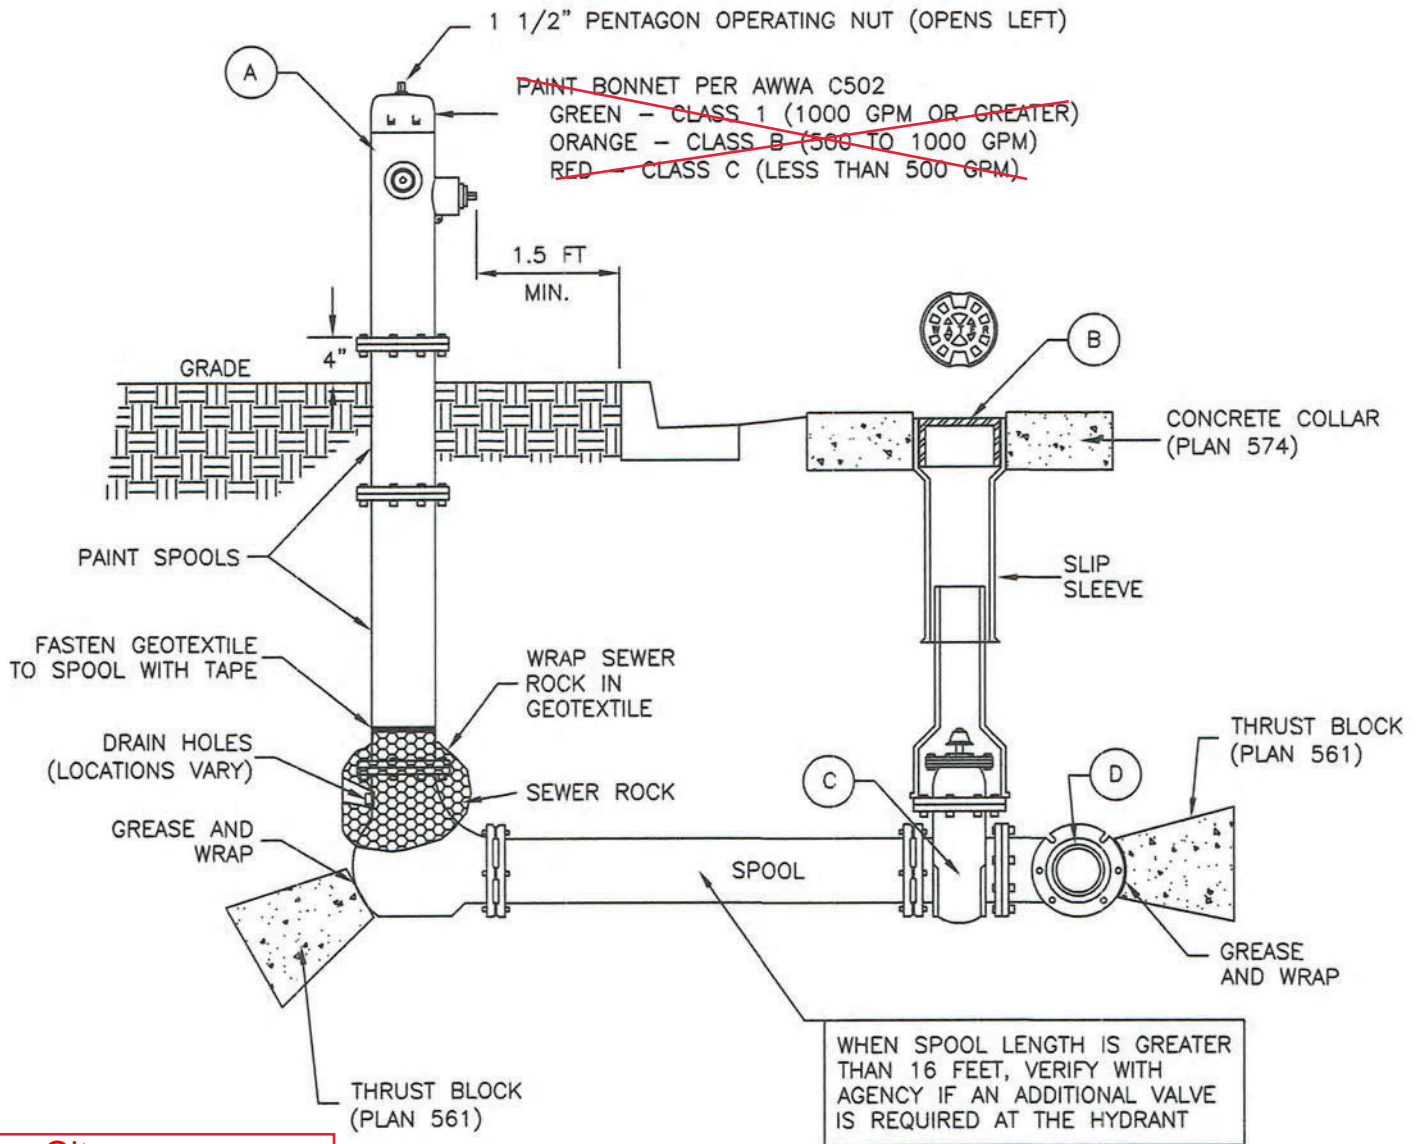 1 1/2" PENTAGON OPERATING NUT (OPENS LEFT)
A
PAINT BONNET PER AWWA C502
GREEN - CLASS 1 (1000 GPM OR GREATER)
ORANGE - CLASS B (500 TO 1000 GPM)
RED - CLASS C (LESS THAN 500 GPM)
1.5 FT
MIN.
4"
GRADE
WATER
B
CONCRETE COLLAR
(PLAN 574)
PAINT SPOOLS
SLIP
SLEEVE
FASTEN GEOTEXTILE
TO SPOOL WITH TAPE
WRAP SEWER
ROCK IN
GEOTEXTILE
DRAIN HOLES
(LOCATIONS VARY)
THRUST BLOCK
(PLAN 561)
C
D
SEWER ROCK
GREASE AND
WRAP
SPOOL
GREASE
AND WRAP
WHEN SPOOL LENGTH IS GREATER
THAN 16 FEET, VERIFY WITH
AGENCY IF AN ADDITIONAL VALVE
IS REQUIRED AT THE HYDRANT
THRUST BLOCK
(PLAN 561)